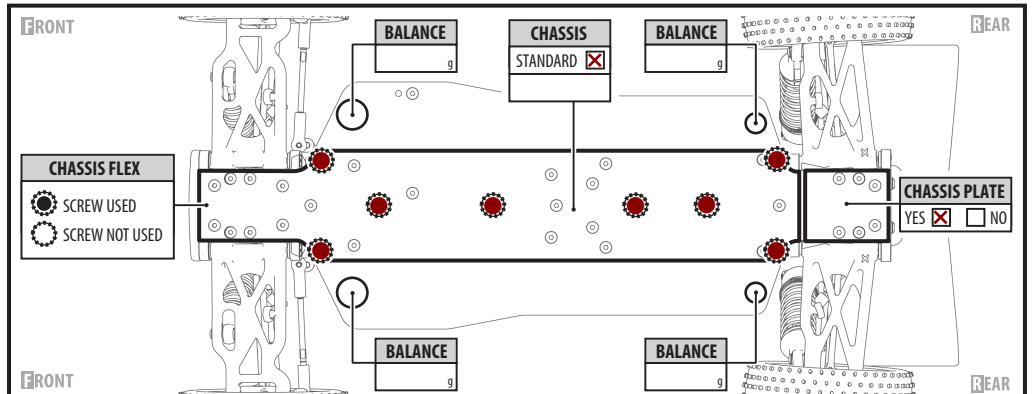 FRONT
BALANCE
g
CHASSIS
STANDARD
BALANCE
g
REAR
CHASSIS FLEX
SCREW USED
SCREW NOT USED
CHASSIS PLATE
YES NO
BALANCE
g
BALANCE
g
FRONT
REAR